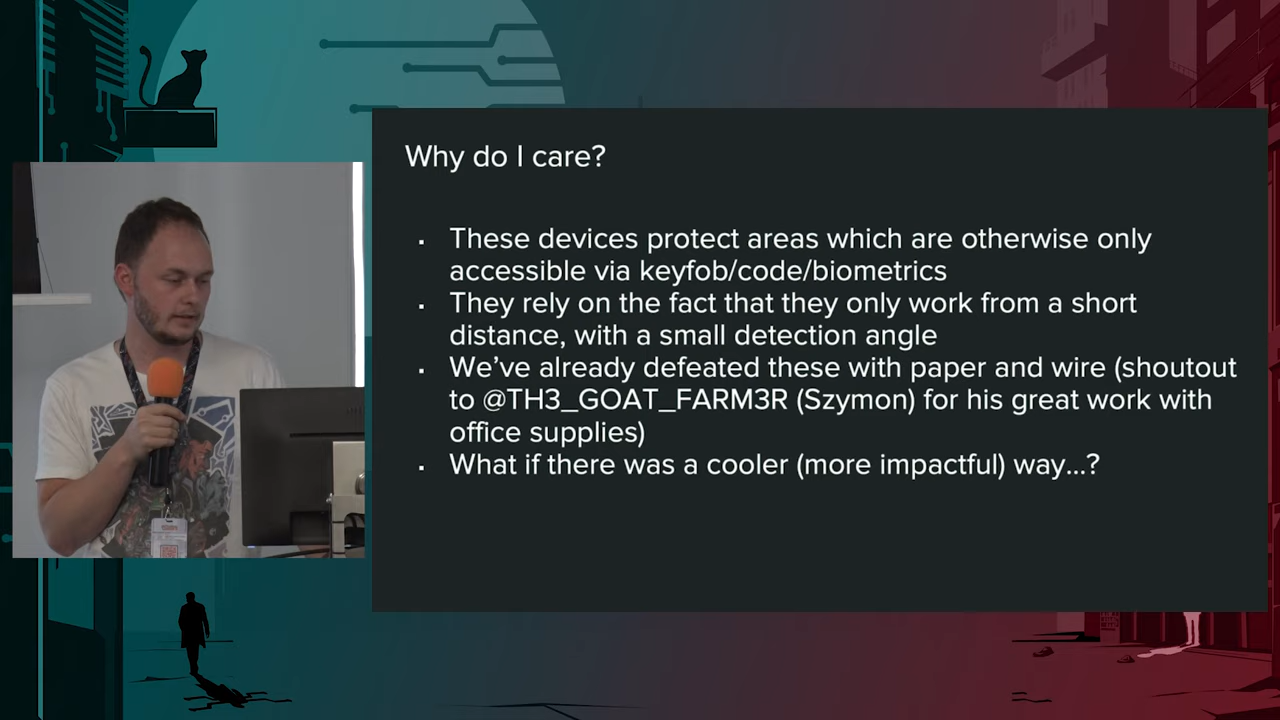 Why do I care?
▪ These devices protect areas which are otherwise only
accessible via keyfob/code/biometrics
▪ They rely on the fact that they only work from a short
distance, with a small detection angle
▪ We’ve already defeated these with paper and wire (shoutout
to @TH3_GOAT_FARM3R (Szymon) for his great work with
office supplies)
▪ What if there was a cooler (more impactful) way...?